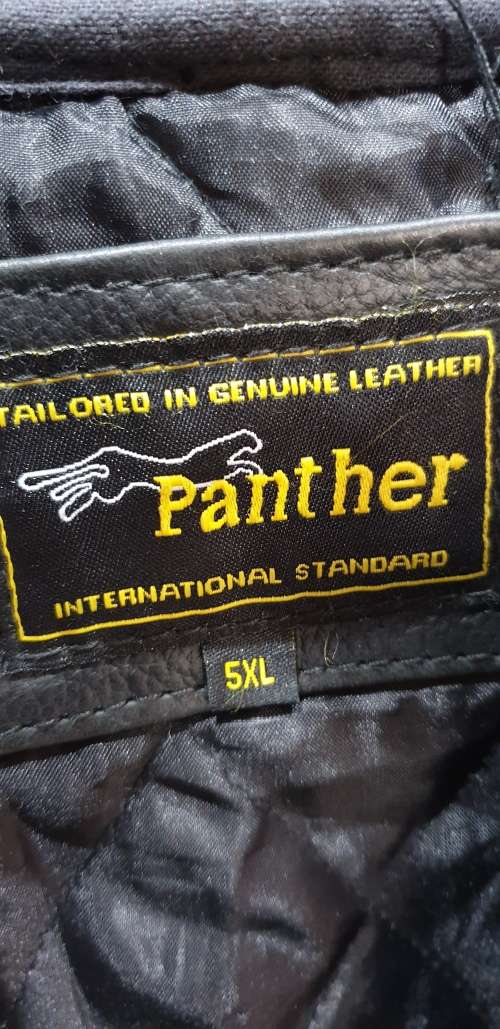 TAILORED IN GENUINE LEATHER
Panther
INTERNATIONAL STANDARD
5XL